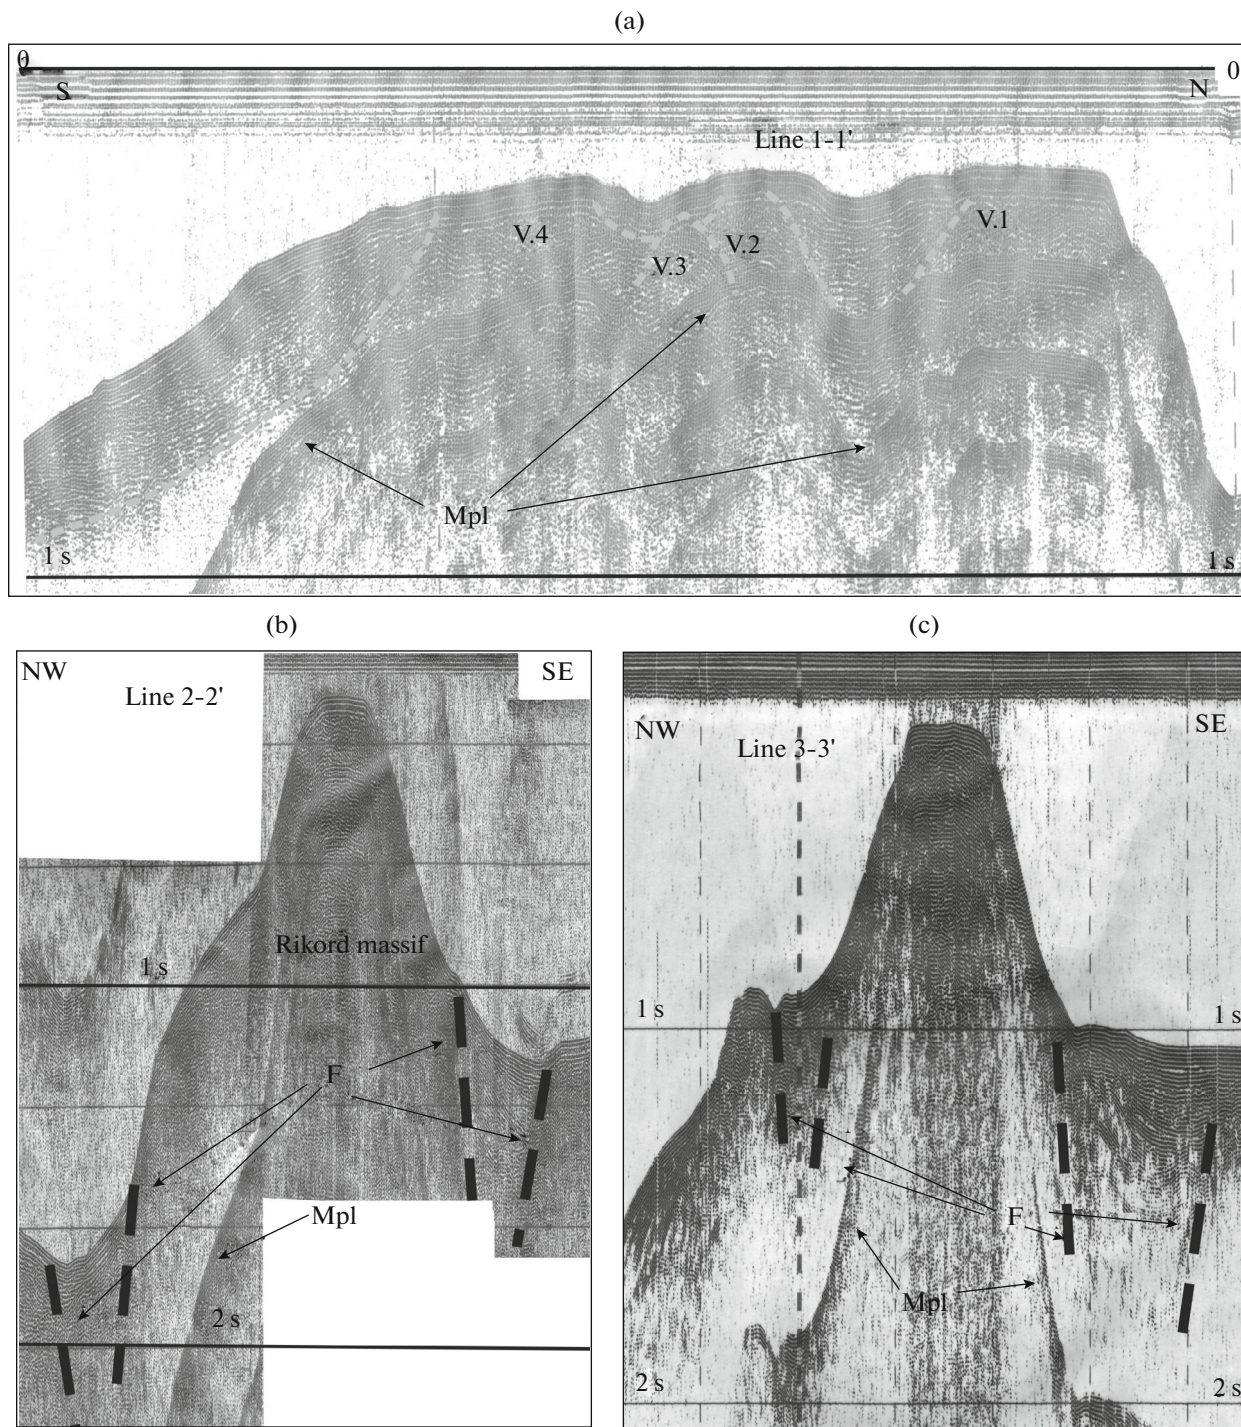 (a)
0
0
S
N
Line 1-1'
V.4
V.3
V.2
V.1
Mpl
1 s
1 s
(b)
NW
SE
Line 2-2'
Rikord massif
1 s
F
Mpl
2 s
(c)
NW
SE
Line 3-3'
1 s
1 s
F
Mpl
2 s
2 s